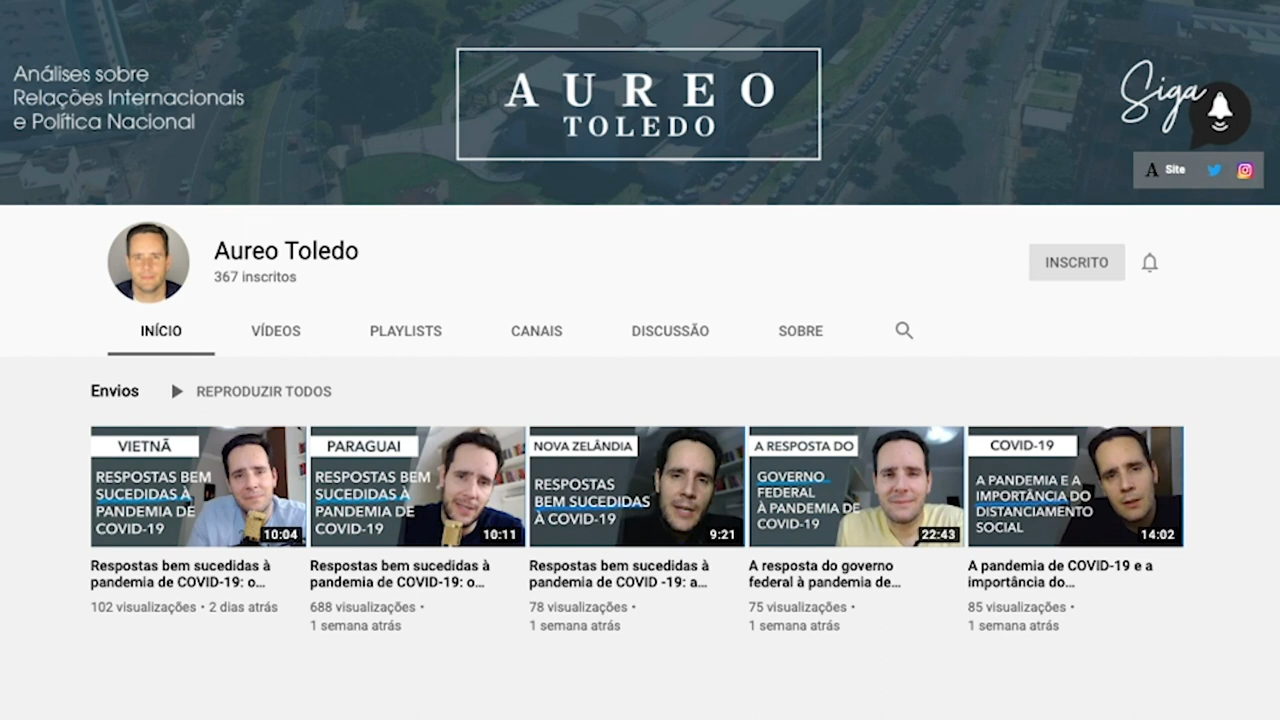 Análises sobre
Relações Internacionais
e Política Nacional
AUREO
TOLEDO
Siga
A Site
Aureo Toledo
367 inscritos
INSCRITO
INÍCIO VÍDEOS PLAYLISTS CANAIS DISCUSSÃO SOBRE
Envios REPRODUZIR TODOS
VIETNÃ
RESPOSTAS BEM
SUCEDIDAS À
PANDEMIA DE
COVID-19
10:04
PARAGUAI
RESPOSTAS BEM
SUCEDIDAS À
PANDEMIA DE
COVID-19
10:11
NOVA ZELÂNDIA
RESPOSTAS
BEM SUCEDIDAS
À COVID-19
9:21
A RESPOSTA DO
GOVERNO
FEDERAL
À PANDEMIA DE
COVID-19
22:43
COVID-19
A PANDEMIA E A
IMPORTÂNCIA DO
DISTANCIAMENTO
SOCIAL
14:02
Respostas bem sucedidas à
pandemia de COVID-19: o...
102 visualizações • 2 dias atrás
Respostas bem sucedidas à
pandemia de COVID-19: o...
688 visualizações •
1 semana atrás
Respostas bem sucedidas à
pandemia de COVID -19: a...
78 visualizações •
1 semana atrás
A resposta do governo
federal à pandemia de...
75 visualizações •
1 semana atrás
A pandemia de COVID-19 e a
importância do...
85 visualizações •
1 semana atrás